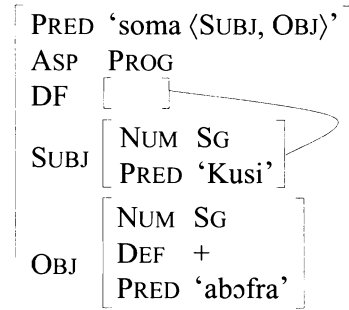 PRED ‘soma ⟨SUBJ, OBJ⟩’
ASP PROG
DF [ ]
SUBJ [NUM SG
PRED ‘Kusi’]
OBJ [NUM SG
DEF +
PRED ‘abɔfra’]